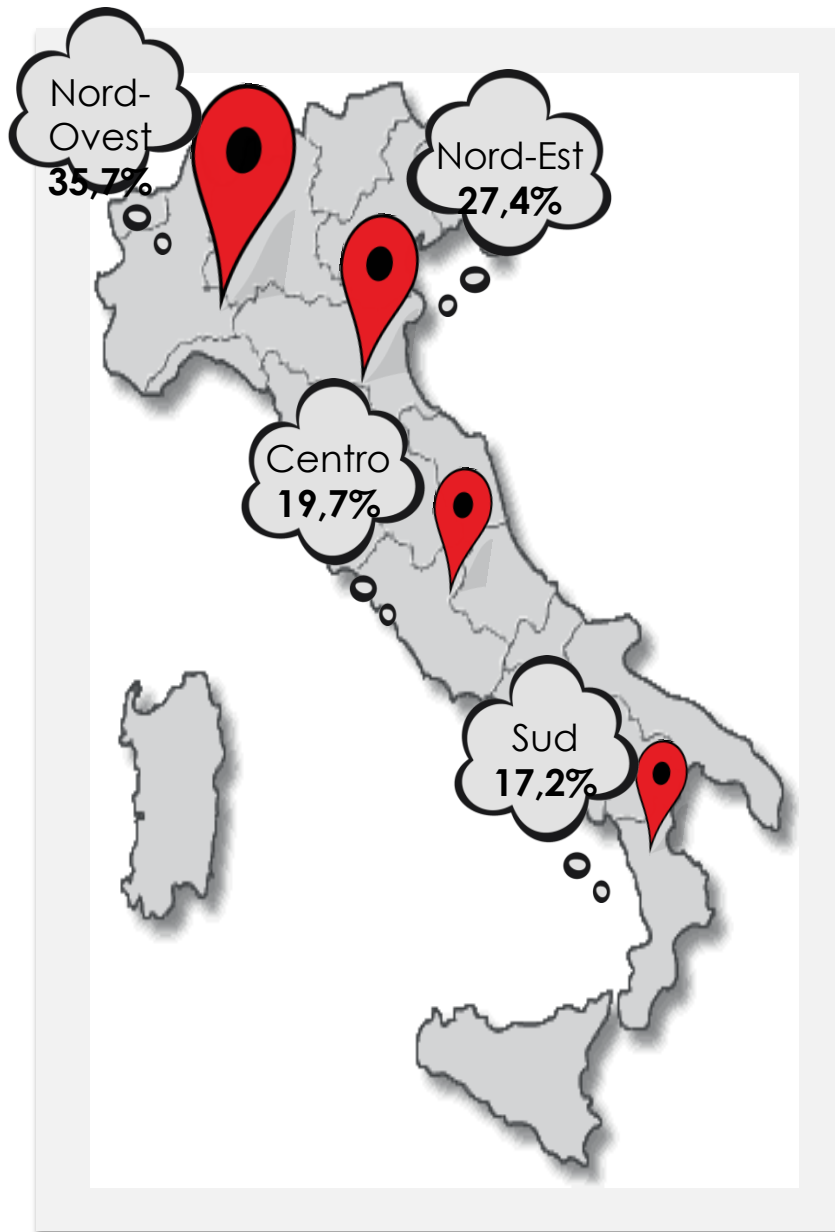 Nord-
Ovest
35,7%
Nord-Est
27,4%
Centro
19,7%
Sud
17,2%